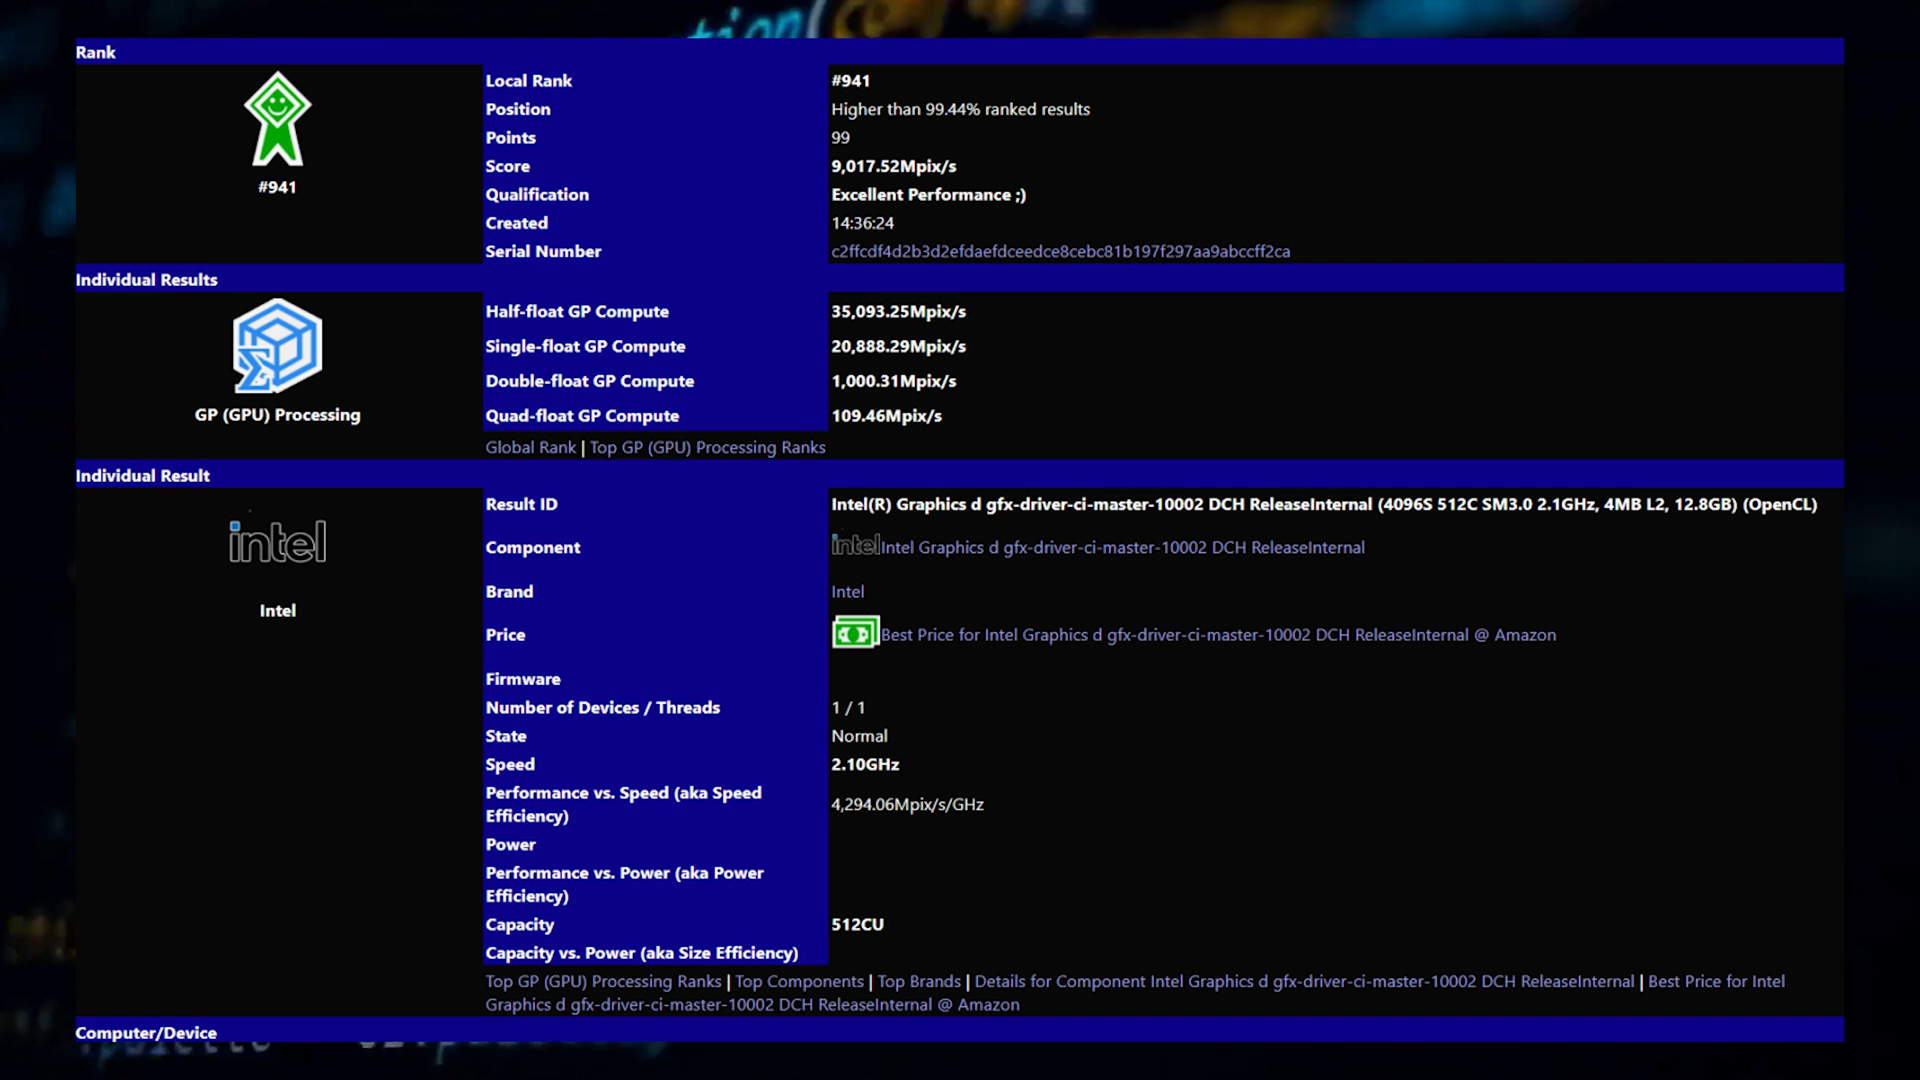 tion
Rank
#941
Local Rank #941
Position Higher than 99.44% ranked results
Points 99
Score 9,017.52Mpix/s
Qualification Excellent Performance ;)
Created 14:36:24
Serial Number c2ffcdf4d2b3d2efdaefdceedce8cebc81b197f297aa9abccff2ca
Individual Results
GP (GPU) Processing
Half-float GP Compute 35,093.25Mpix/s
Single-float GP Compute 20,888.29Mpix/s
Double-float GP Compute 1,000.31Mpix/s
Quad-float GP Compute 109.46Mpix/s
Global Rank | Top GP (GPU) Processing Ranks
Individual Result
intel
Intel
Result ID Intel(R) Graphics d gfx-driver-ci-master-10002 DCH ReleaseInternal (4096S 512C SM3.0 2.1GHz, 4MB L2, 12.8GB) (OpenCL)
Component intel Intel Graphics d gfx-driver-ci-master-10002 DCH ReleaseInternal
Brand Intel
Price Best Price for Intel Graphics d gfx-driver-ci-master-10002 DCH ReleaseInternal @ Amazon
Firmware
Number of Devices / Threads 1 / 1
State Normal
Speed 2.10GHz
Performance vs. Speed (aka Speed
Efficiency) 4,294.06Mpix/s/GHz
Power
Performance vs. Power (aka Power
Efficiency)
Capacity 512CU
Capacity vs. Power (aka Size Efficiency)
Top GP (GPU) Processing Ranks | Top Components | Top Brands | Details for Component Intel Graphics d gfx-driver-ci-master-10002 DCH ReleaseInternal | Best Price for Intel
Graphics d gfx-driver-ci-master-10002 DCH ReleaseInternal @ Amazon
Computer/Device